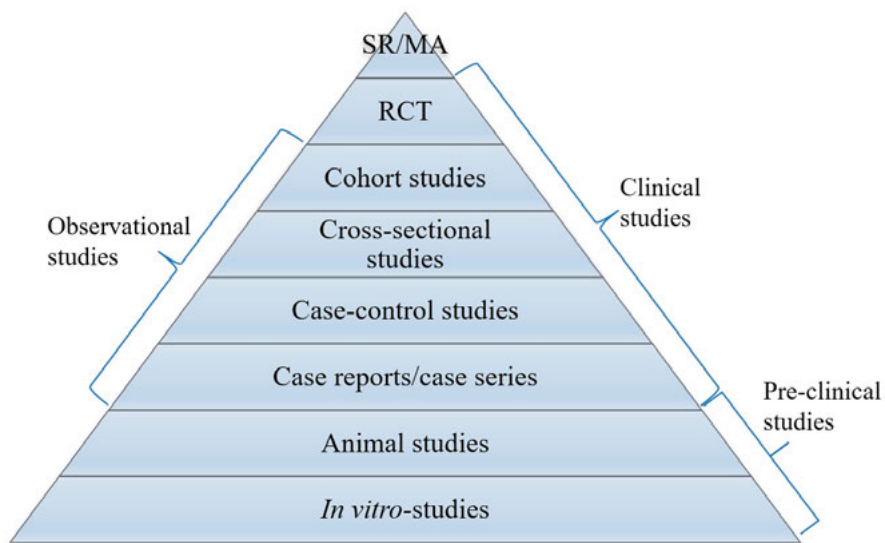 SR/MA
RCT
Cohort studies
Cross-sectional
studies
Case-control studies
Case reports/case series
Animal studies
In vitro-studies
Observational
studies
Clinical
studies
Pre-clinical
studies